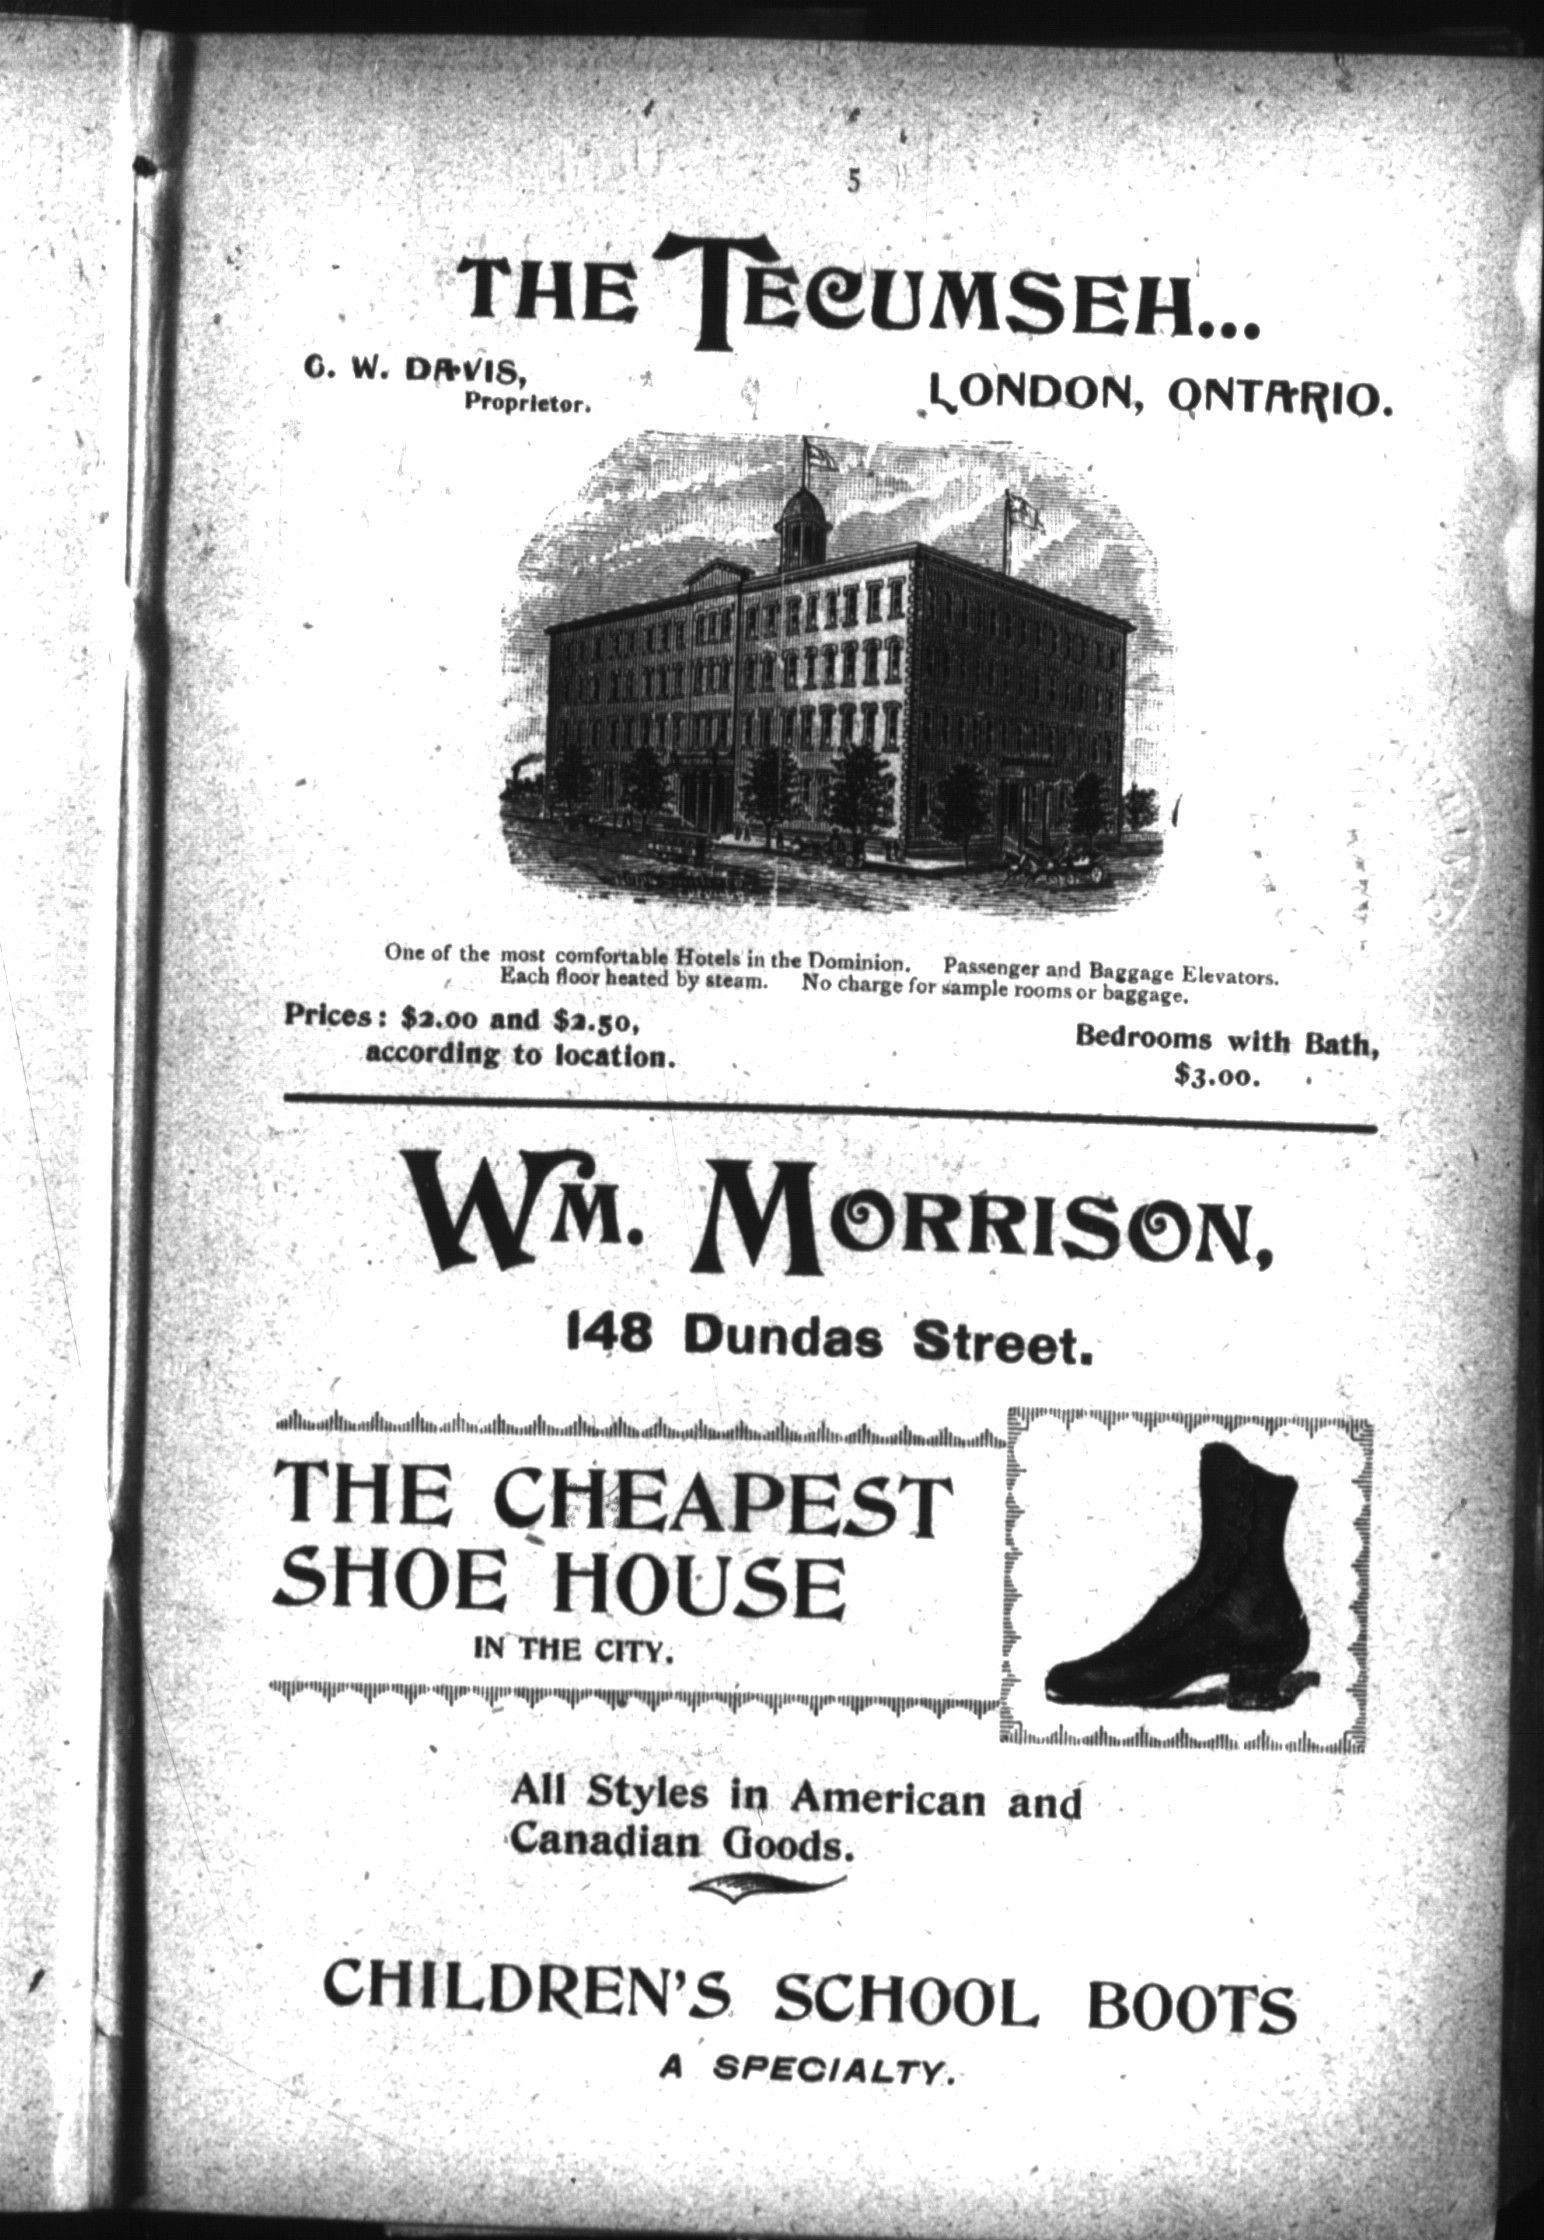 5
THE TECUMSEH...
C. W. DAVIS,
Proprietor.
LONDON, ONTARIO.
One of the most comfortable Hotels in the Dominion. Passenger and Baggage Elevators.
Each floor heated by steam. No charge for sample rooms or baggage.
Prices: $2.00 and $2.50,
according to location.
Bedrooms with Bath,
$3.00.
WM. MORRISON,
148 Dundas Street.
THE CHEAPEST
SHOE HOUSE
IN THE CITY.
All Styles in American and
Canadian Goods.
CHILDREN'S SCHOOL BOOTS
A SPECIALTY.